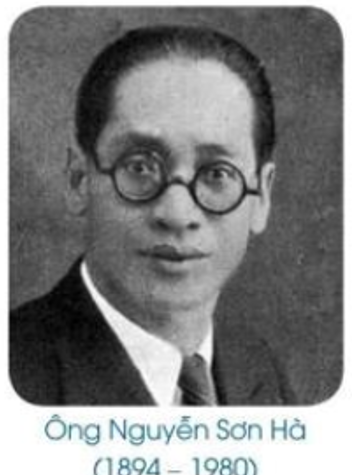 Ông Nguyễn Sơn Hà
(1894 – 1980)